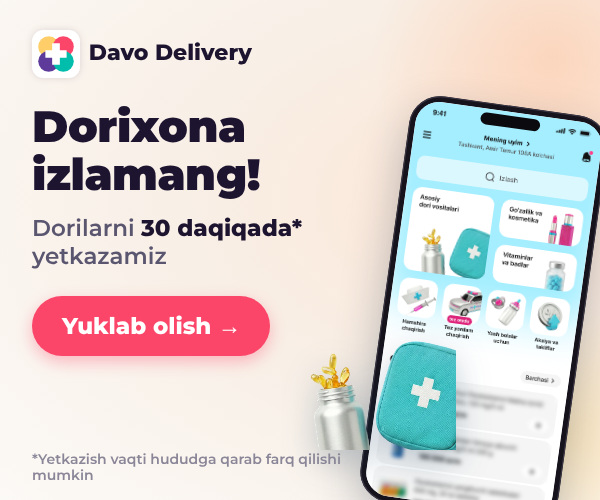 Davo Delivery
Dorixona
izlamang!
Dorilarni 30 daqiqada*
yetkazamiz
Yuklab olish →
*Yetkazish vaqti hududga qarab farq qilishi
mumkin
9:41
Mening uyim >
Toshkent, Amir Temur 108A ko'chasi
Izlash
Asosiy
dori vositalari
Go'zallik va
kosmetika
Vitaminlar
va badlar
Hamshira
chaqirish
Tez yordam
chaqirish
Yosh bolalar
uchun
Aksiya va
takliflar
Barchasi >